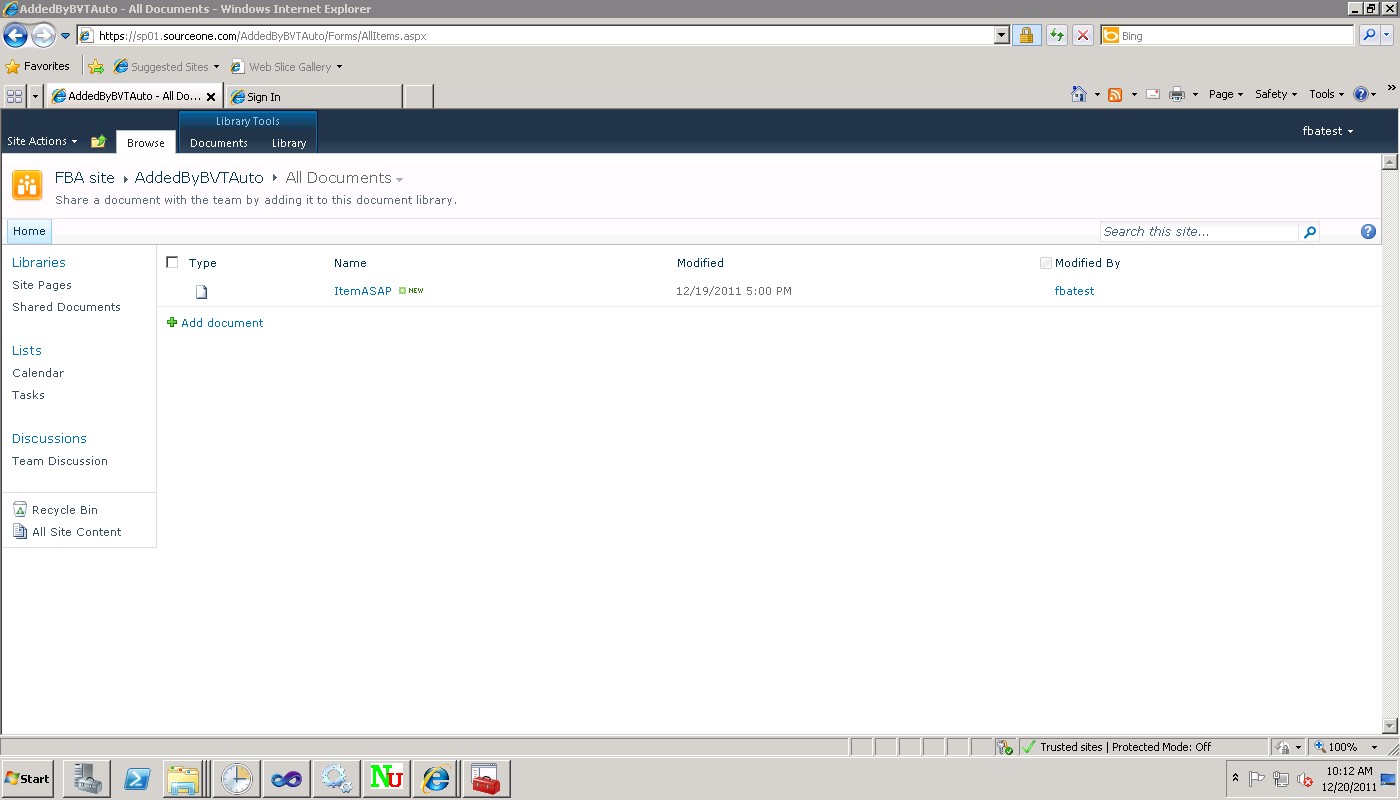 AddedByBVTAuto - All Documents - Windows Internet Explorer
https://sp01.sourceone.com/AddedByBVTAuto/Forms/AllItems.aspx
Bing
Favorites
Suggested Sites
Web Slice Gallery
AddedByBVTAuto - All Do...
Sign In
Page
Safety
Tools
»
Library Tools
Site Actions
Browse
Documents
Library
fbatest
FBA site
AddedByBVTAuto
All Documents
Share a document with the team by adding it to this document library.
Home
Search this site...
Libraries
Site Pages
Shared Documents
Lists
Calendar
Tasks
Discussions
Team Discussion
Recycle Bin
All Site Content
Type Name Modified Modified By
ItemASAP NEW 12/19/2011 5:00 PM fbatest
Add document
Trusted sites | Protected Mode: Off
100%
Start
NU
10:12 AM
12/20/2011